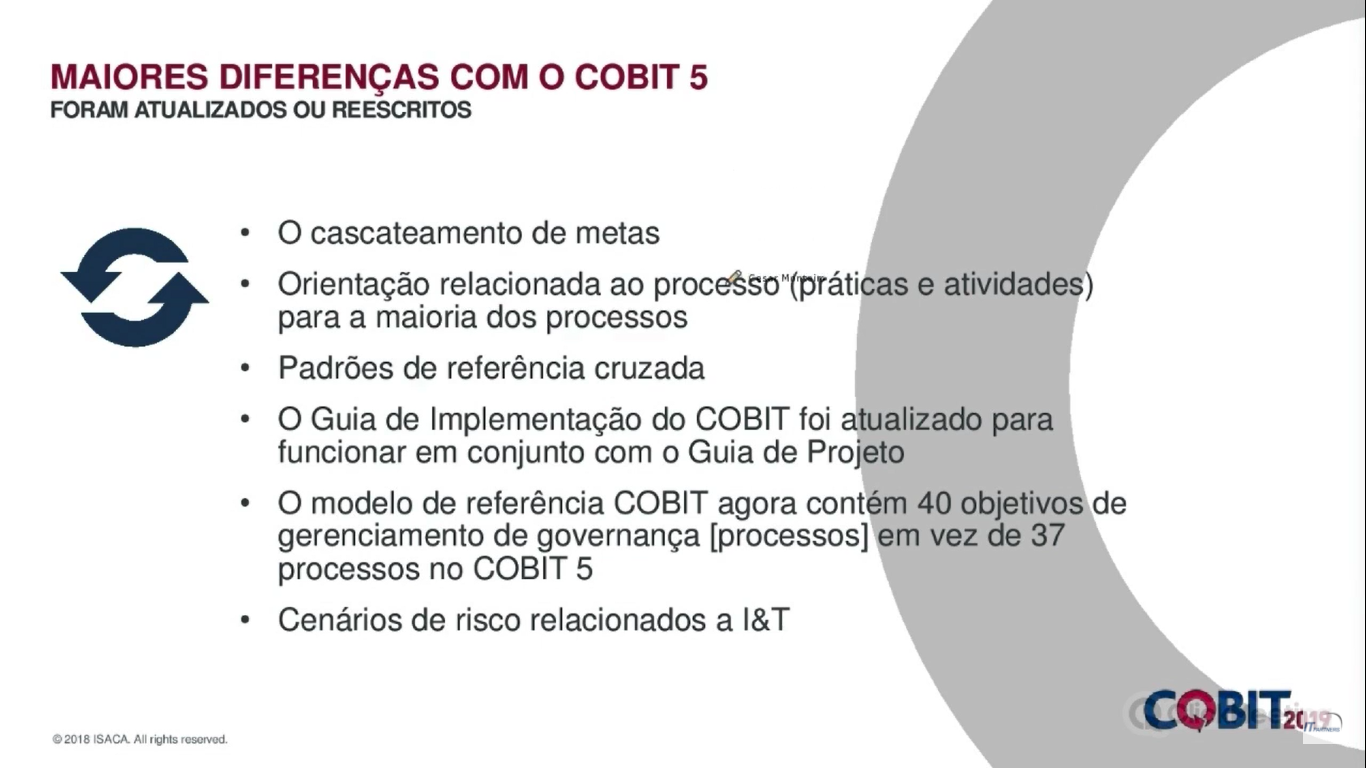 MAIORES DIFERENÇAS COM O COBIT 5
FORAM ATUALIZADOS OU REESCRITOS
• O cascateamento de metas
• Orientação relacionada ao processo (práticas e atividades)
para a maioria dos processos
• Padrões de referência cruzada
• O Guia de Implementação do COBIT foi atualizado para
funcionar em conjunto com o Guia de Projeto
• O modelo de referência COBIT agora contém 40 objetivos de
gerenciamento de governança [processos] em vez de 37
processos no COBIT 5
• Cenários de risco relacionados a I&T
COBIT 2019
© 2018 ISACA. All rights reserved.